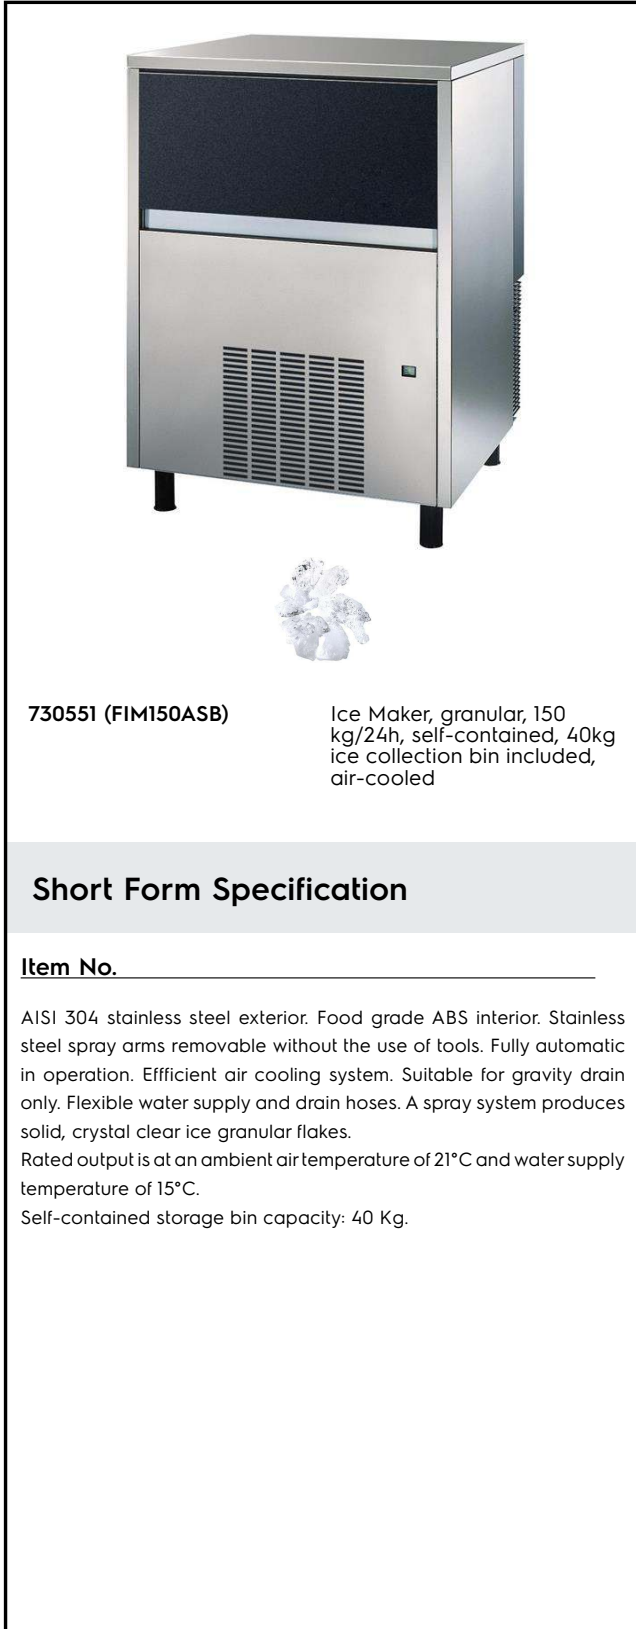 730551 (FIM150ASB)
Ice Maker, granular, 150
kg/24h, self-contained, 40kg
ice collection bin included,
air-cooled
Short Form Specification
Item No.
AISI 304 stainless steel exterior. Food grade ABS interior. Stainless
steel spray arms removable without the use of tools. Fully automatic
in operation. Effficient air cooling system. Suitable for gravity drain
only. Flexible water supply and drain hoses. A spray system produces
solid, crystal clear ice granular flakes.
Rated output is at an ambient air temperature of 21°C and water supply
temperature of 15°C.
Self-contained storage bin capacity: 40 Kg.